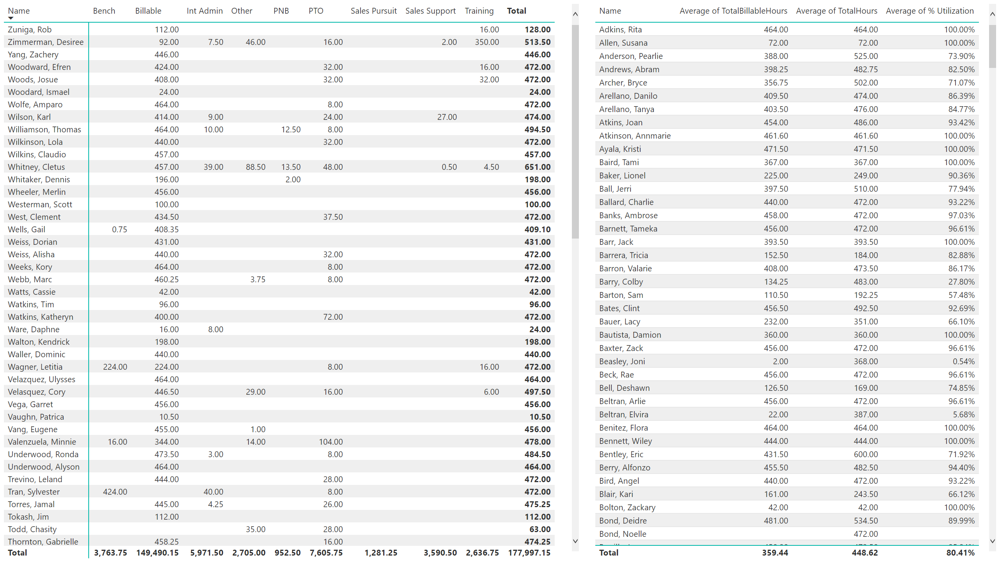 Name Bench Billable Int Admin Other PNB PTO Sales Pursuit Sales Support Training Total
Zuniga, Rob 112.00 16.00 128.00
Zimmerman, Desiree 92.00 7.50 46.00 16.00 2.00 350.00 513.50
Yang, Zachery 446.00 446.00
Woodward, Efren 424.00 32.00 16.00 472.00
Woods, Josue 408.00 32.00 32.00 472.00
Woodard, Ismael 24.00 24.00
Wolfe, Amparo 464.00 8.00 472.00
Wilson, Karl 414.00 9.00 24.00 27.00 474.00
Williamson, Thomas 464.00 10.00 12.50 8.00 494.50
Wilkinson, Lola 440.00 32.00 472.00
Wilkins, Claudio 457.00 457.00
Whitney, Cletus 457.00 39.00 88.50 13.50 48.00 0.50 4.50 651.00
Whitaker, Dennis 196.00 2.00 198.00
Wheeler, Merlin 456.00 456.00
Westerman, Scott 100.00 100.00
West, Clement 434.50 37.50 472.00
Wells, Gail 0.75 408.35 409.10
Weiss, Dorian 431.00 431.00
Weiss, Alisha 440.00 32.00 472.00
Weeks, Kory 464.00 8.00 472.00
Webb, Marc 460.25 3.75 8.00 472.00
Watts, Cassie 42.00 42.00
Watkins, Tim 96.00 96.00
Watkins, Katheryn 400.00 72.00 472.00
Ware, Daphne 16.00 8.00 24.00
Walton, Kendrick 198.00 198.00
Waller, Dominic 440.00 440.00
Wagner, Letitia 224.00 224.00 8.00 16.00 472.00
Velazquez, Ulysses 464.00 464.00
Velasquez, Cory 446.50 29.00 16.00 6.00 497.50
Vega, Garret 456.00 456.00
Vaughn, Patrica 10.50 10.50
Vang, Eugene 455.00 1.00 456.00
Valenzuela, Minnie 16.00 344.00 14.00 104.00 478.00
Underwood, Ronda 473.50 3.00 8.00 484.50
Underwood, Alyson 464.00 464.00
Trevino, Leland 444.00 28.00 472.00
Tran, Sylvester 424.00 40.00 8.00 472.00
Torres, Jamal 445.00 4.25 26.00 475.25
Tokash, Jim 112.00 112.00
Todd, Chasity 35.00 28.00 63.00
Thornton, Gabrielle 458.25 16.00 474.25
Total 3,763.75 149,490.15 5,971.50 2,705.00 952.50 7,605.75 1,281.25 3,590.50 2,636.75 177,997.15
Name Average of TotalBillableHours Average of TotalHours Average of % Utilization
Adkins, Rita 464.00 464.00 100.00%
Allen, Susana 72.00 72.00 100.00%
Anderson, Pearlie 388.00 525.00 73.90%
Andrews, Abram 398.25 482.75 82.50%
Archer, Bryce 356.75 502.00 71.07%
Arellano, Danilo 409.50 474.00 86.39%
Arellano, Tanya 403.50 476.00 84.77%
Atkins, Joan 454.00 486.00 93.42%
Atkinson, Annmarie 461.60 461.60 100.00%
Ayala, Kristi 471.50 471.50 100.00%
Baird, Tami 367.00 367.00 100.00%
Baker, Lionel 225.00 249.00 90.36%
Ball, Jerri 397.50 510.00 77.94%
Ballard, Charlie 440.00 472.00 93.22%
Banks, Ambrose 458.00 472.00 97.03%
Barnett, Tameka 456.00 472.00 96.61%
Barr, Jack 393.50 393.50 100.00%
Barrera, Tricia 152.50 184.00 82.88%
Barron, Valarie 408.00 473.50 86.17%
Barry, Colby 134.25 483.00 27.80%
Barton, Sam 110.50 192.25 57.48%
Bates, Clint 456.50 492.50 92.69%
Bauer, Lacy 232.00 351.00 66.10%
Bautista, Damion 360.00 360.00 100.00%
Baxter, Zack 456.00 472.00 96.61%
Beasley, Joni 2.00 368.00 0.54%
Beck, Rae 456.00 472.00 96.61%
Bell, Deshawn 126.50 169.00 74.85%
Beltran, Arlie 456.00 472.00 96.61%
Beltran, Elvira 22.00 387.00 5.68%
Benitez, Flora 464.00 464.00 100.00%
Bennett, Wiley 444.00 444.00 100.00%
Bentley, Eric 431.50 600.00 71.92%
Berry, Alfonzo 455.50 482.50 94.40%
Bird, Angel 440.00 472.00 93.22%
Blair, Kari 161.00 243.50 66.12%
Bolton, Zackary 42.00 42.00 100.00%
Bond, Deidre 481.00 534.50 89.99%
Bond, Noelle 472.00
Total 359.44 448.62 80.41%